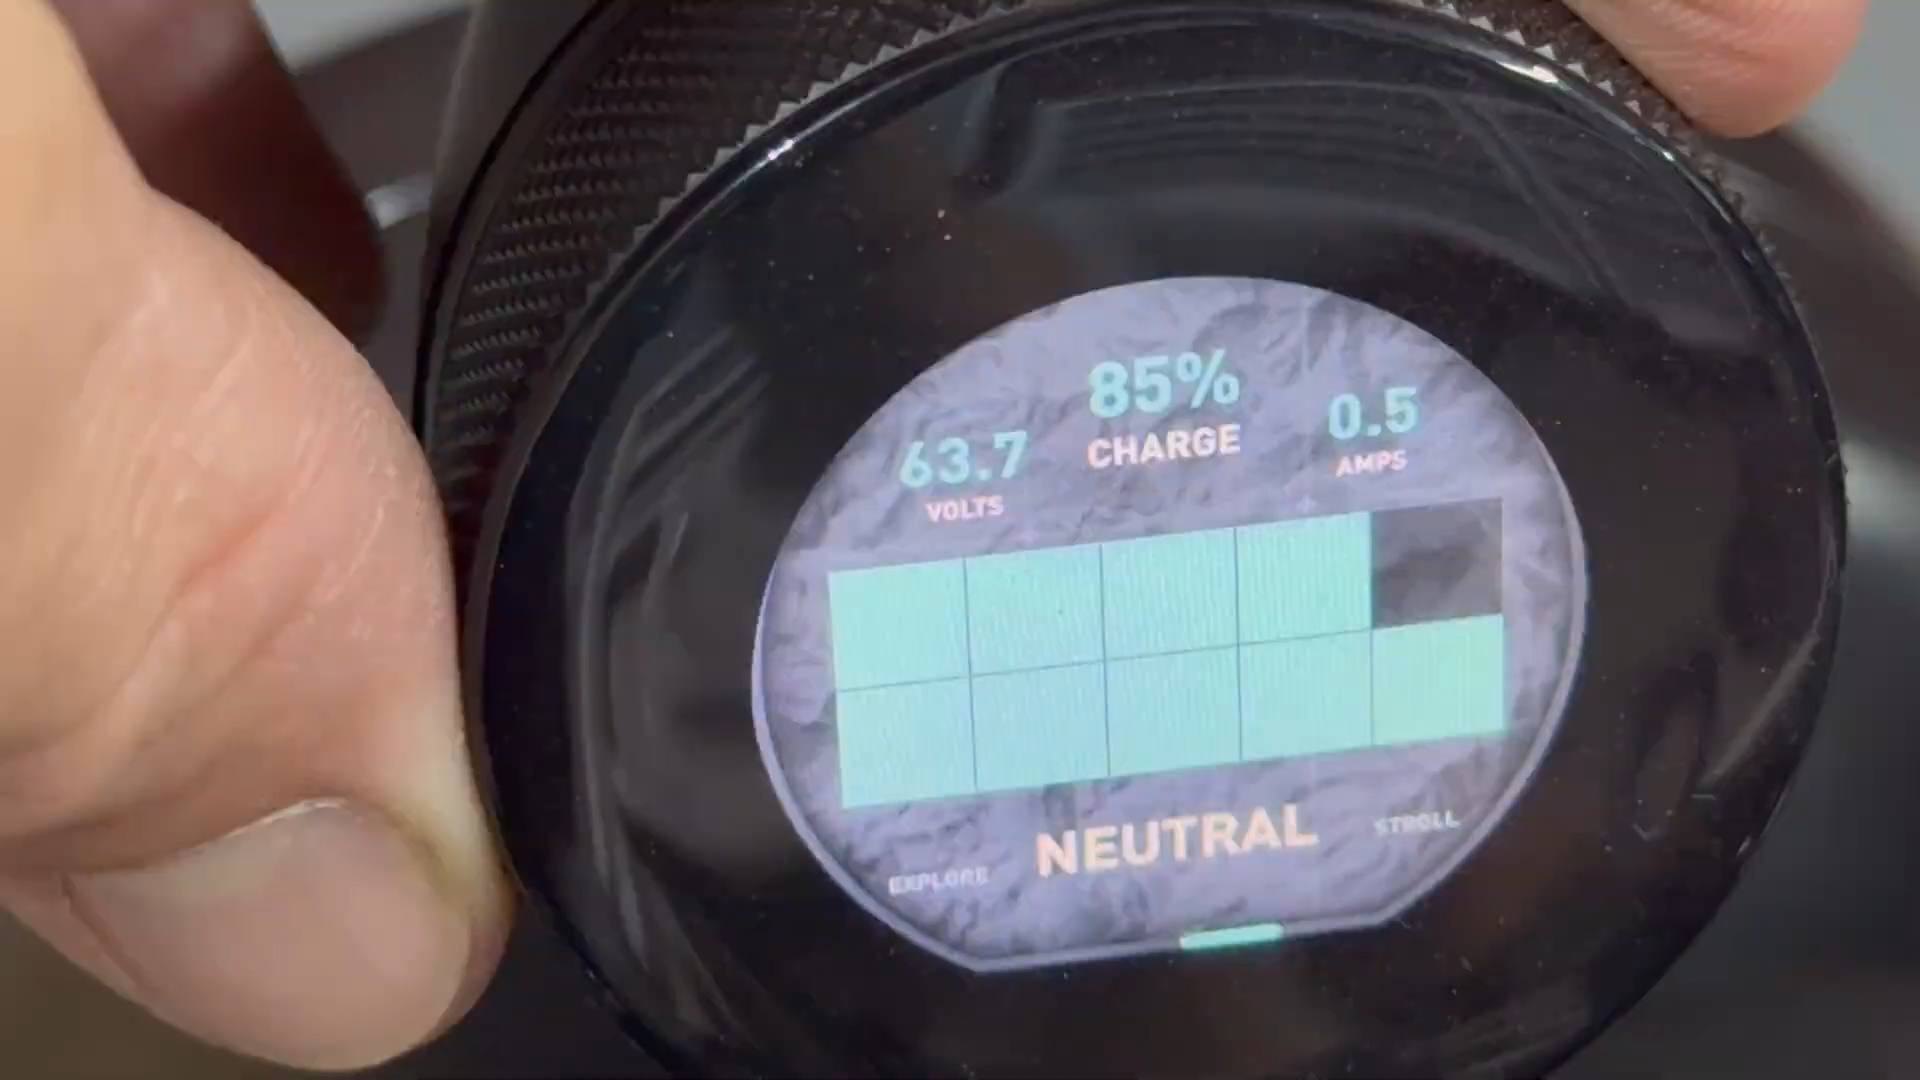 85%
CHARGE
63.7
VOLTS
0.5
AMPS
EXPLORE
NEUTRAL
STROLL